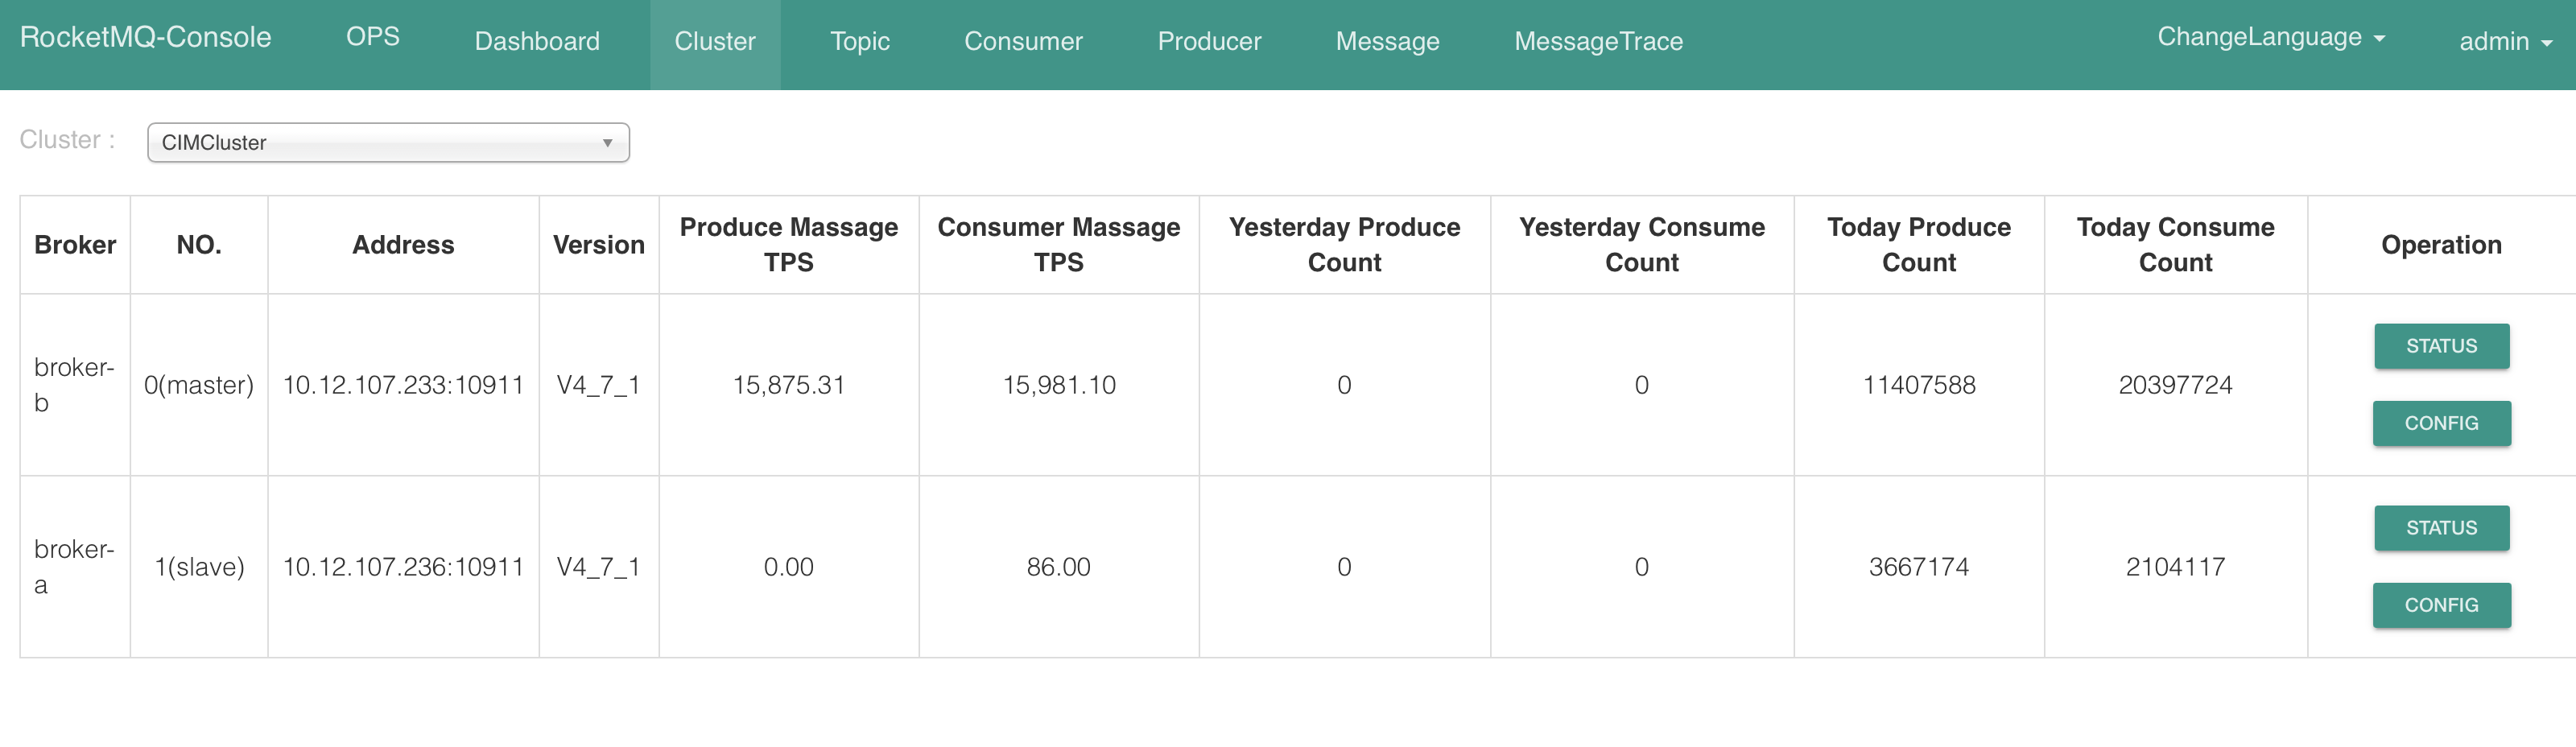 RocketMQ-Console OPS Dashboard Cluster Topic Consumer Producer Message MessageTrace ChangeLanguage admin
Cluster : CIMCluster
Broker NO. Address Version Produce Massage TPS Consumer Massage TPS Yesterday Produce Count Yesterday Consume Count Today Produce Count Today Consume Count Operation
broker-b 0(master) 10.12.107.233:10911 V4_7_1 15,875.31 15,981.10 0 0 11407588 20397724 STATUS
CONFIG
broker-a 1(slave) 10.12.107.236:10911 V4_7_1 0.00 86.00 0 0 3667174 2104117 STATUS
CONFIG